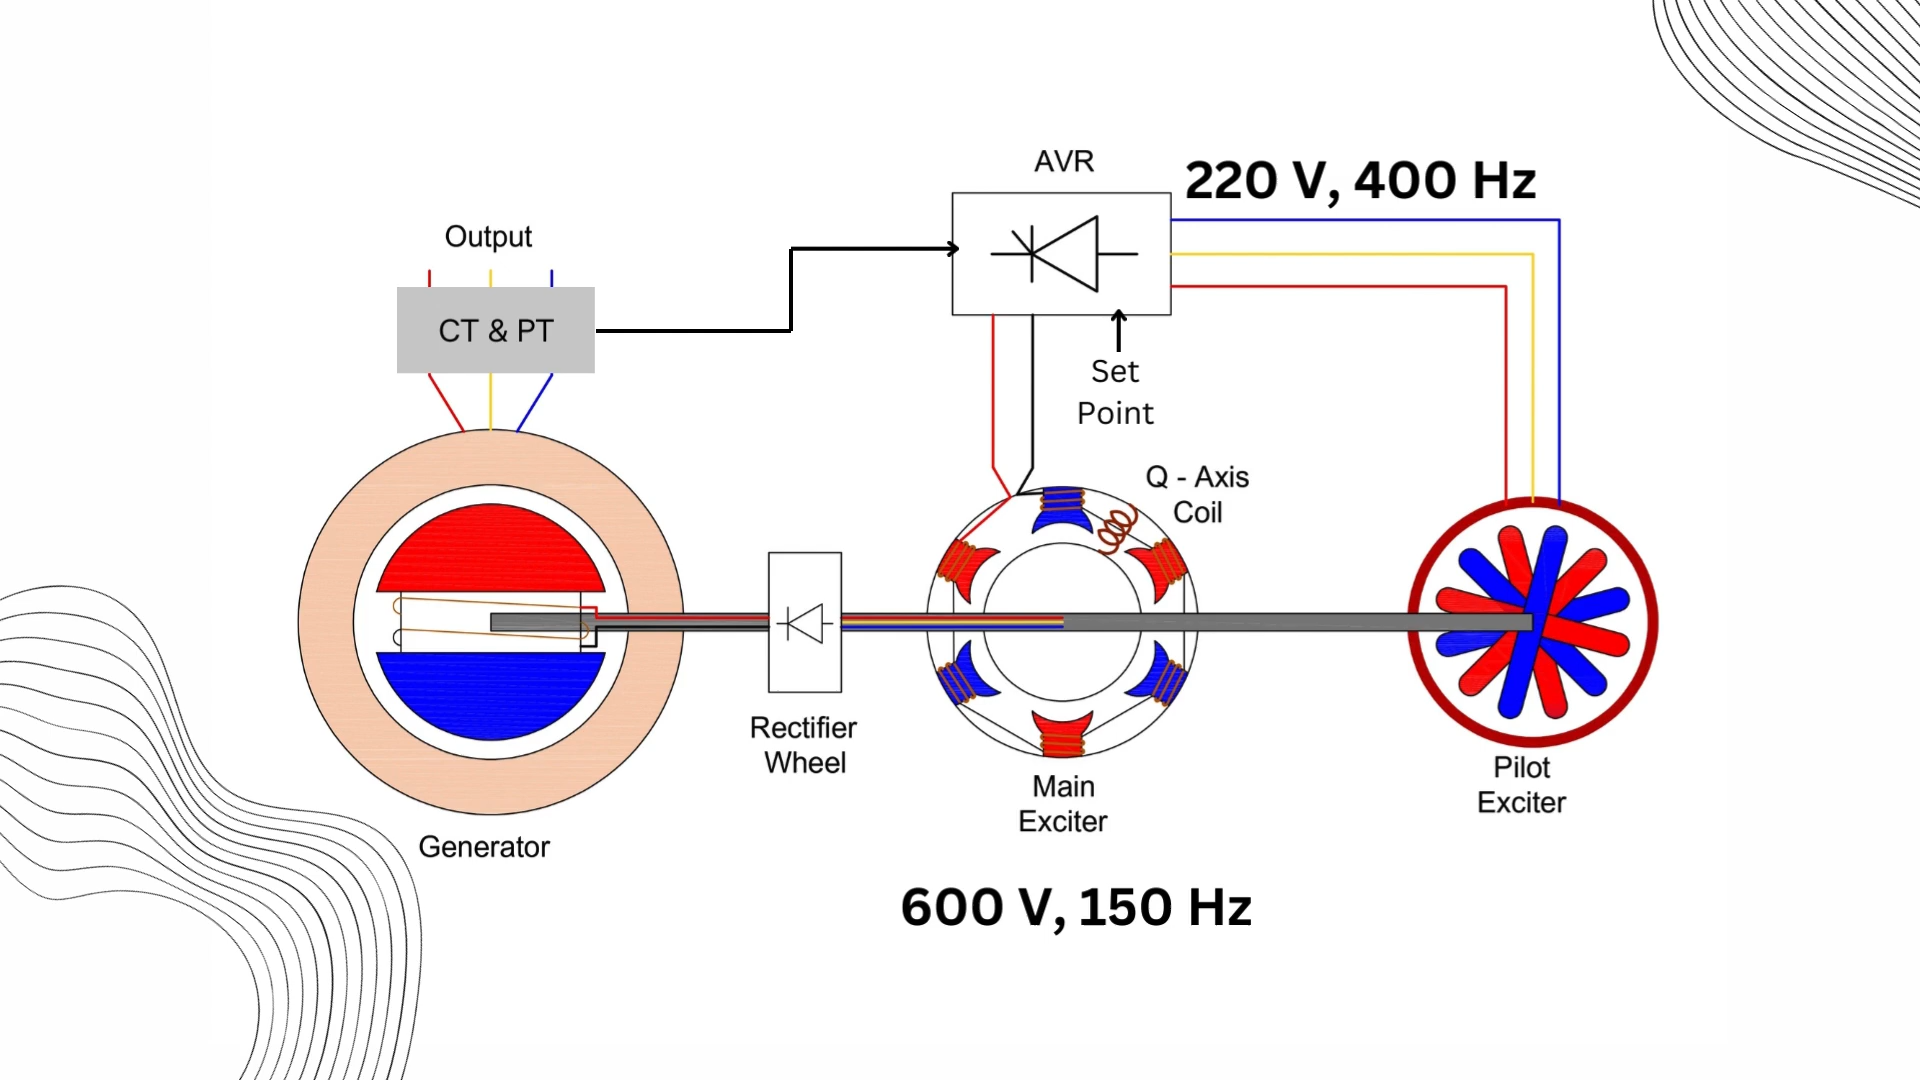 AVR
220 V, 400 Hz
Output
CT & PT
Set
Point
Q - Axis
Coil
Rectifier
Wheel
Main
Exciter
Pilot
Exciter
Generator
600 V, 150 Hz